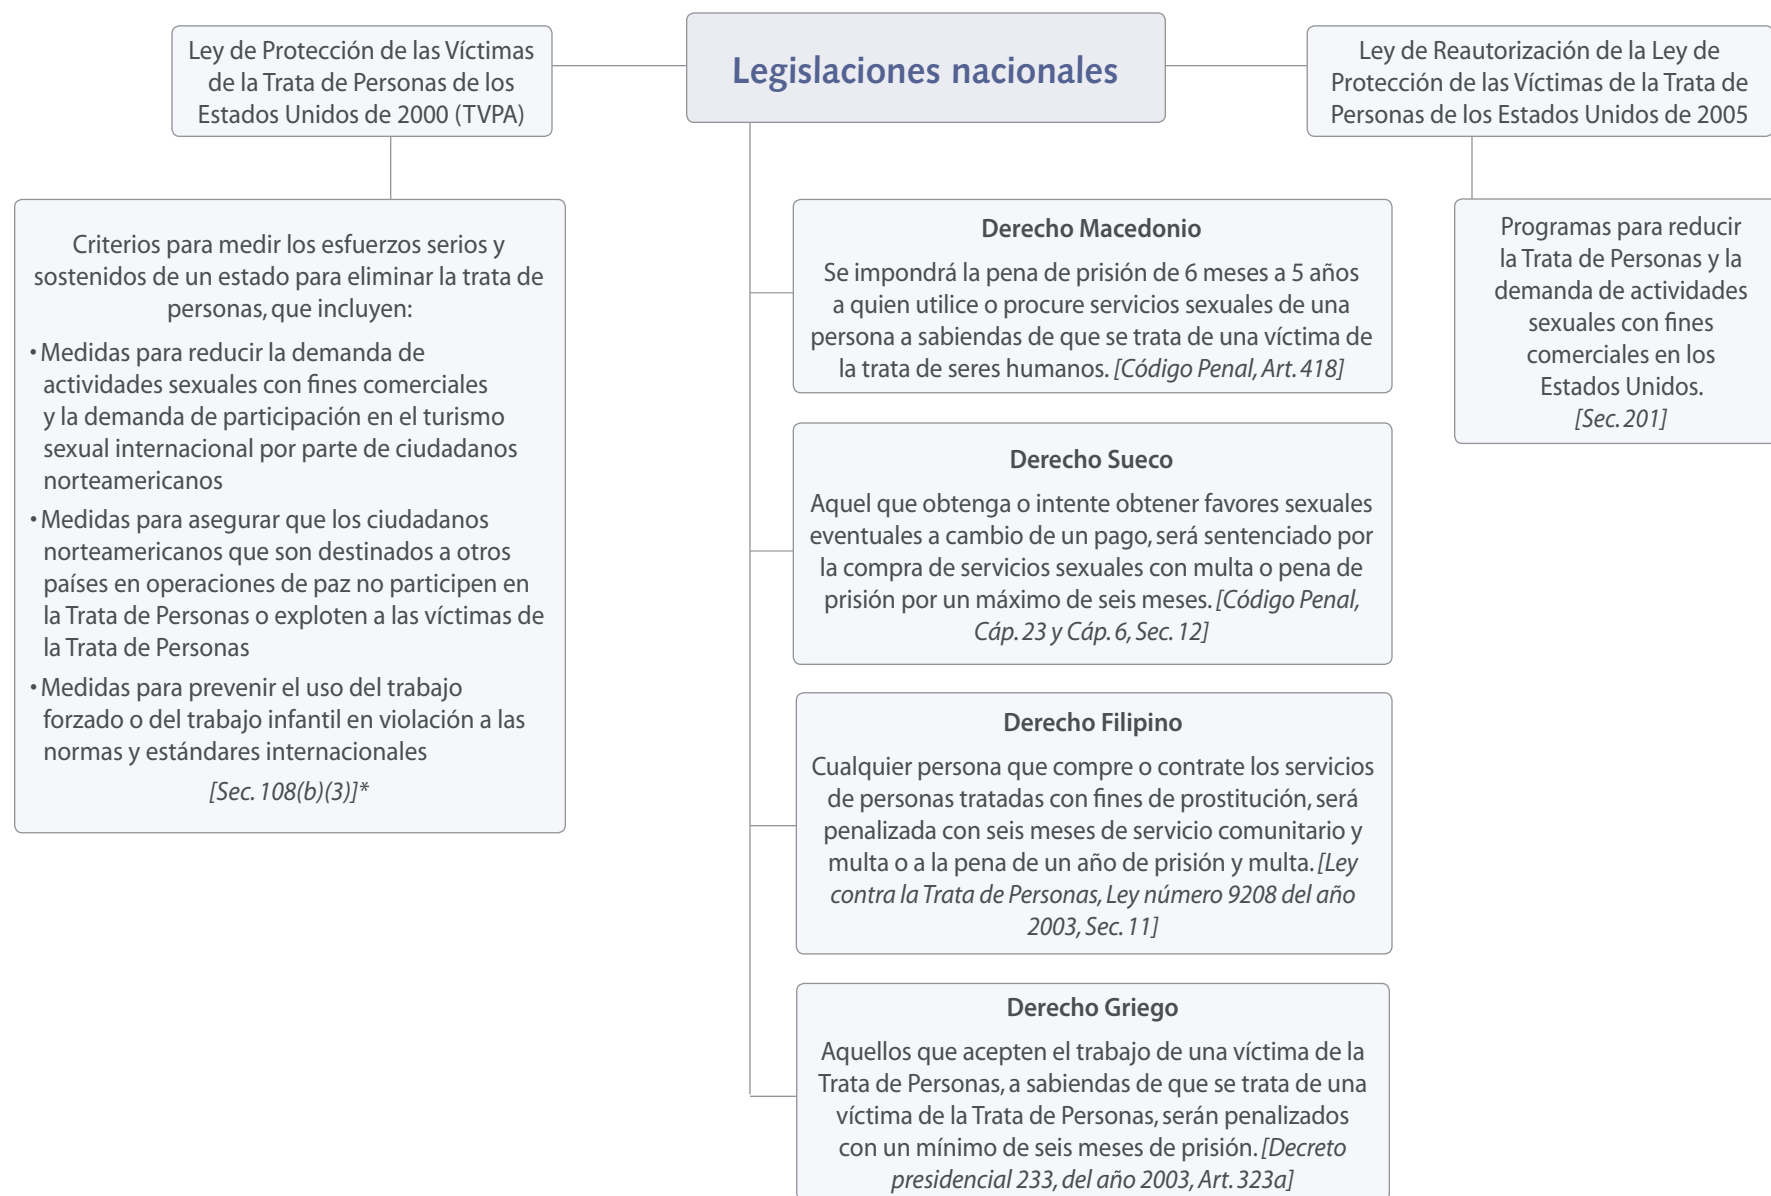 Legislaciones nacionales
Ley de Protección de las Víctimas
de la Trata de Personas de los
Estados Unidos de 2000 (TVPA)
Criterios para medir los esfuerzos serios y
sostenidos de un estado para eliminar la trata de
personas, que incluyen:
• Medidas para reducir la demanda de
actividades sexuales con fines comerciales
y la demanda de participación en el turismo
sexual internacional por parte de ciudadanos
norteamericanos
• Medidas para asegurar que los ciudadanos
norteamericanos que son destinados a otros
países en operaciones de paz no participen en
la Trata de Personas o exploten a las víctimas de
la Trata de Personas
• Medidas para prevenir el uso del trabajo
forzado o del trabajo infantil en violación a las
normas y estándares internacionales
[Sec. 108(b)(3)]*
Derecho Macedonio
Se impondrá la pena de prisión de 6 meses a 5 años
a quien utilice o procure servicios sexuales de una
persona a sabiendas de que se trata de una víctima de
la trata de seres humanos. [Código Penal, Art. 418]
Derecho Sueco
Aquel que obtenga o intente obtener favores sexuales
eventuales a cambio de un pago, será sentenciado por
la compra de servicios sexuales con multa o pena de
prisión por un máximo de seis meses. [Código Penal,
Cáp. 23 y Cáp. 6, Sec. 12]
Derecho Filipino
Cualquier persona que compre o contrate los servicios
de personas tratadas con fines de prostitución, será
penalizada con seis meses de servicio comunitario y
multa o a la pena de un año de prisión y multa. [Ley
contra la Trata de Personas, Ley número 9208 del año
2003, Sec. 11]
Derecho Griego
Aquellos que acepten el trabajo de una víctima de la
Trata de Personas, a sabiendas de que se trata de una
víctima de la Trata de Personas, serán penalizados
con un mínimo de seis meses de prisión. [Decreto
presidencial 233, del año 2003, Art. 323a]
Ley de Reautorización de la Ley de
Protección de las Víctimas de la Trata de
Personas de los Estados Unidos de 2005
Programas para reducir
la Trata de Personas y la
demanda de actividades
sexuales con fines
comerciales en los
Estados Unidos.
[Sec. 201]